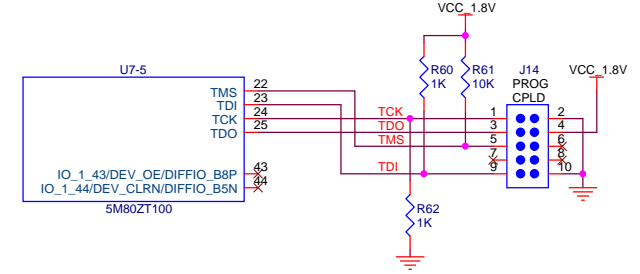 VCC_1.8V
U7-5
R60
1K
R61
10K
J14
PROG
CPLD
VCC_1.8V
TMS
22
TDI
23
TCK
24
TDO
25
TCK
TDO
TMS
TDI
1
3
5
7
9
2
4
6
8
10
IO_1_43/DEV_OE/DIFFIO_B8P
43
IO_1_44/DEV_CLRN/DIFFIO_B5N
44
5M80ZT100
R62
1K